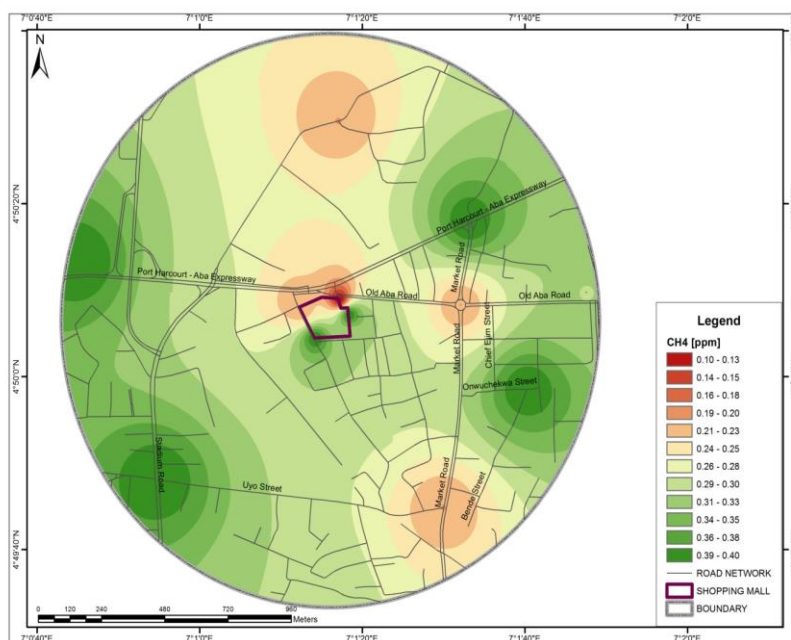 7°0'40"E
7°1'0"E
7°1'20"E
7°1'40"E
7°2'0"E
N
4°50'20"N
4°50'0"N
4°49'40"N
Port Harcourt - Aba Expressway
Port Harcourt - Aba Expressway
Market Road
Old Aba Road
Old Aba Road
Market Road
Chief Ejim Street
Onwuchekwa Street
Stadium Road
Uyo Street
Market Road
Bende Street
Legend
CH4 [ppm]
0.10 - 0.13
0.14 - 0.15
0.16 - 0.18
0.19 - 0.20
0.21 - 0.23
0.24 - 0.25
0.26 - 0.28
0.29 - 0.30
0.31 - 0.33
0.34 - 0.35
0.36 - 0.38
0.39 - 0.40
ROAD NETWORK
SHOPPING MALL
BOUNDARY
0 120 240 480 720 960
Meters
7°0'40"E
7°1'0"E
7°1'20"E
7°1'40"E
7°2'0"E